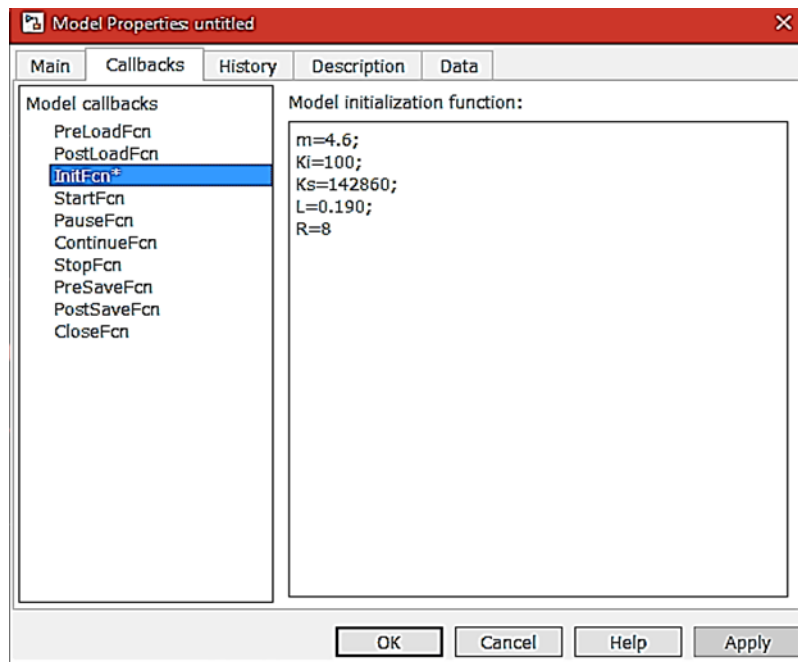 Model Properties: untitled
Main Callbacks History Description Data
Model callbacks
PreLoadFcn
PostLoadFcn
InitFcn*
StartFcn
PauseFcn
ContinueFcn
StopFcn
PreSaveFcn
PostSaveFcn
CloseFcn
Model initialization function:
m=4.6;
Ki=100;
Ks=142860;
L=0.190;
R=8
OK Cancel Help Apply